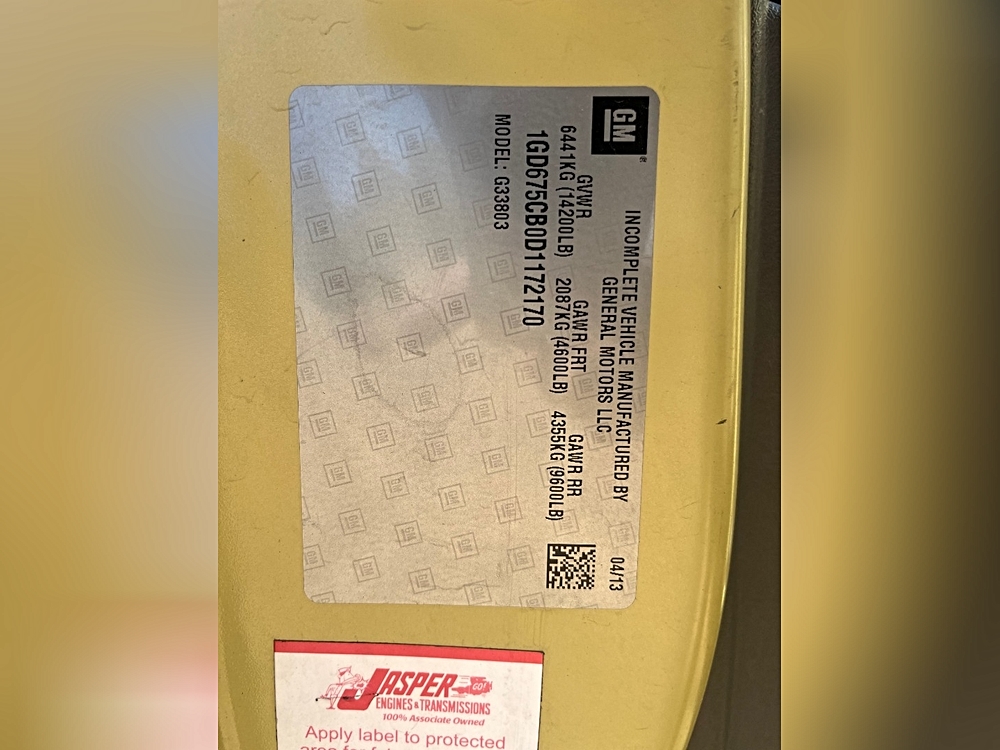 GM
INCOMPLETE VEHICLE MANUFACTURED BY
GENERAL MOTORS LLC
04/13
GVWR GAWR FRT GAWR RR
6441KG (14200LB) 2087KG (4600LB) 4355KG (9600LB)
1GD675CB0D1172170
MODEL: G33803
JASPER GO!
ENGINES & TRANSMISSIONS
100% Associate Owned
Apply label to protected